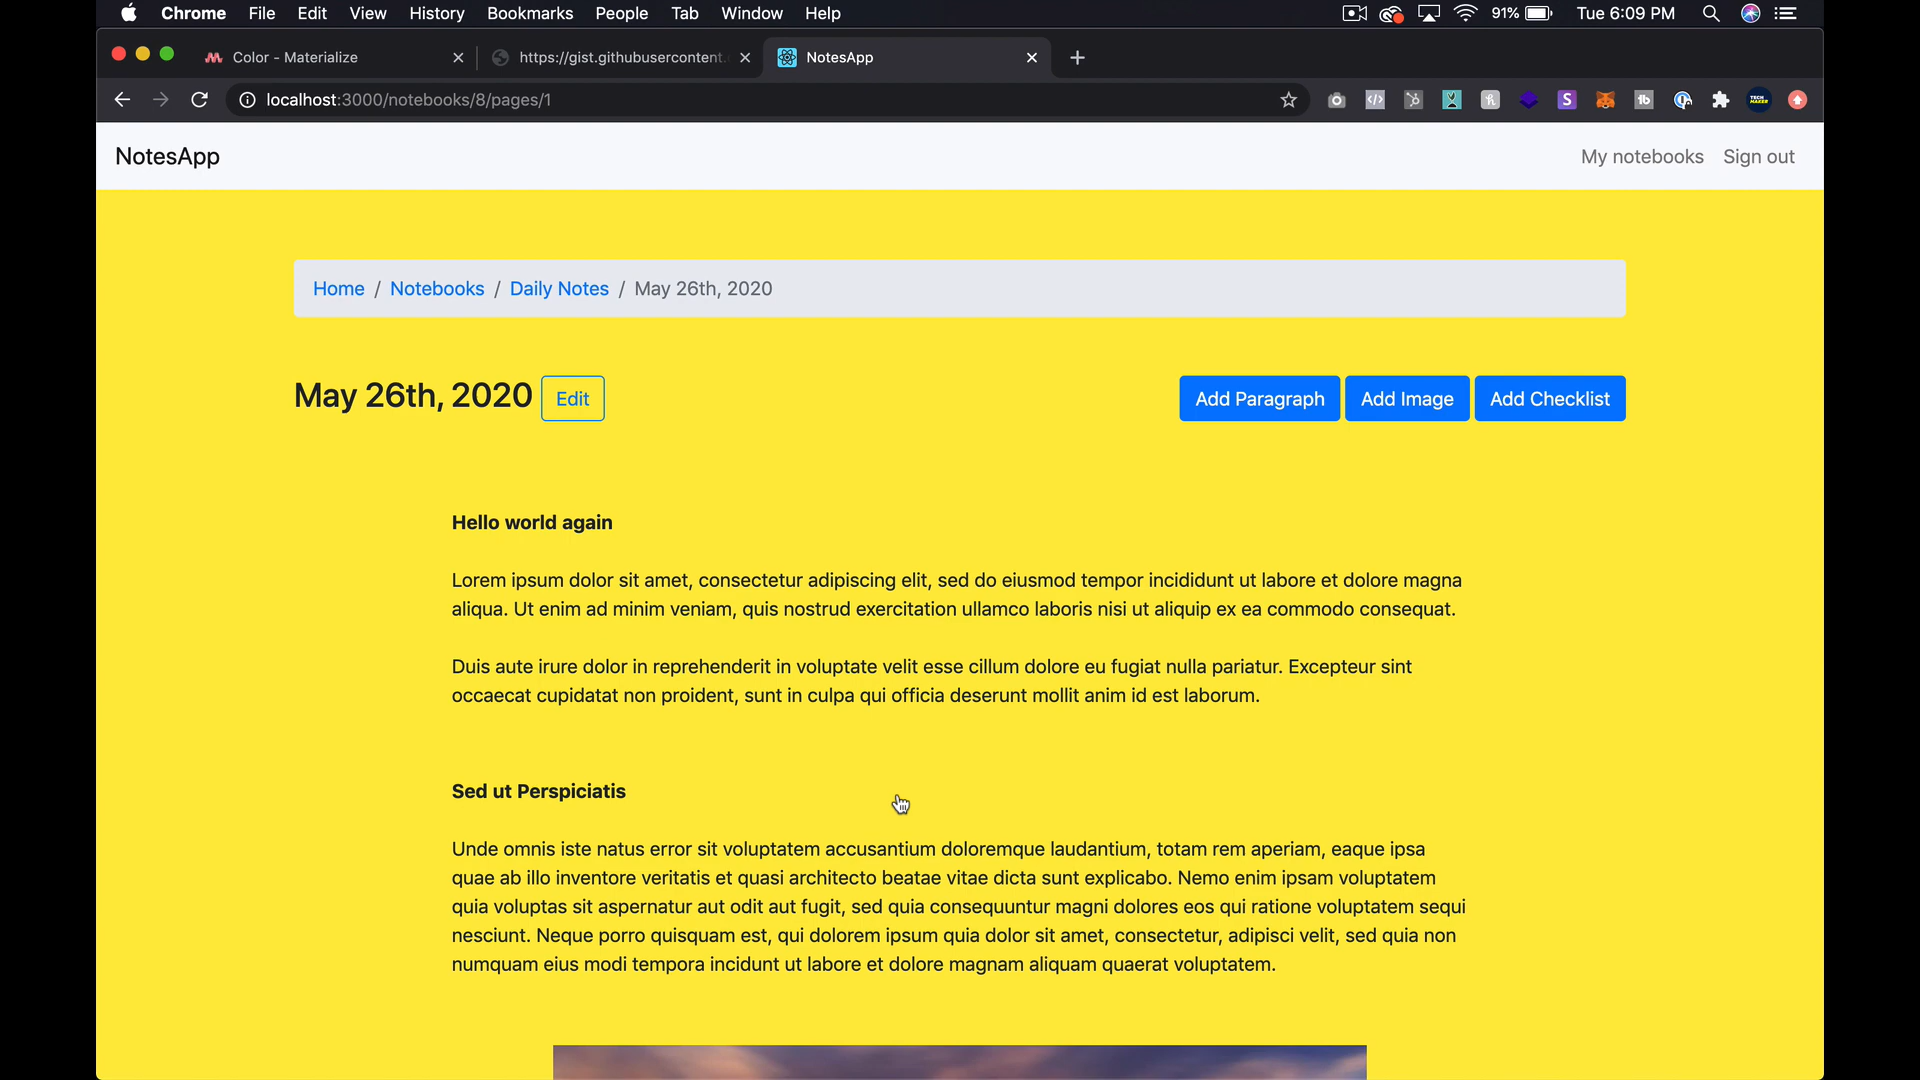 Chrome File Edit View History Bookmarks People Tab Window Help 91% Tue 6:09 PM
Color - Materialize https://gist.githubusercontent. NotesApp
localhost:3000/notebooks/8/pages/1
NotesApp My notebooks Sign out
Home / Notebooks / Daily Notes / May 26th, 2020
May 26th, 2020 Edit Add Paragraph Add Image Add Checklist
Hello world again
Lorem ipsum dolor sit amet, consectetur adipiscing elit, sed do eiusmod tempor incididunt ut labore et dolore magna
aliqua. Ut enim ad minim veniam, quis nostrud exercitation ullamco laboris nisi ut aliquip ex ea commodo consequat.
Duis aute irure dolor in reprehenderit in voluptate velit esse cillum dolore eu fugiat nulla pariatur. Excepteur sint
occaecat cupidatat non proident, sunt in culpa qui officia deserunt mollit anim id est laborum.
Sed ut Perspiciatis
Unde omnis iste natus error sit voluptatem accusantium doloremque laudantium, totam rem aperiam, eaque ipsa
quae ab illo inventore veritatis et quasi architecto beatae vitae dicta sunt explicabo. Nemo enim ipsam voluptatem
quia voluptas sit aspernatur aut odit aut fugit, sed quia consequuntur magni dolores eos qui ratione voluptatem sequi
nesciunt. Neque porro quisquam est, qui dolorem ipsum quia dolor sit amet, consectetur, adipisci velit, sed quia non
numquam eius modi tempora incidunt ut labore et dolore magnam aliquam quaerat voluptatem.